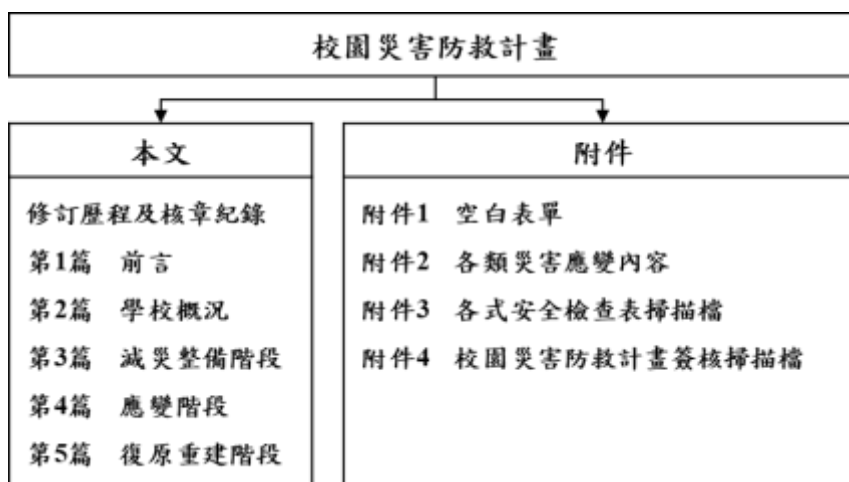 校園災害防救計畫
本文
修訂歷程及核章紀錄
第1篇 前言
第2篇 學校概況
第3篇 減災整備階段
第4篇 應變階段
第5篇 復原重建階段
附件
附件1 空白表單
附件2 各類災害應變內容
附件3 各式安全檢查表掃描檔
附件4 校園災害防救計畫簽核掃描檔